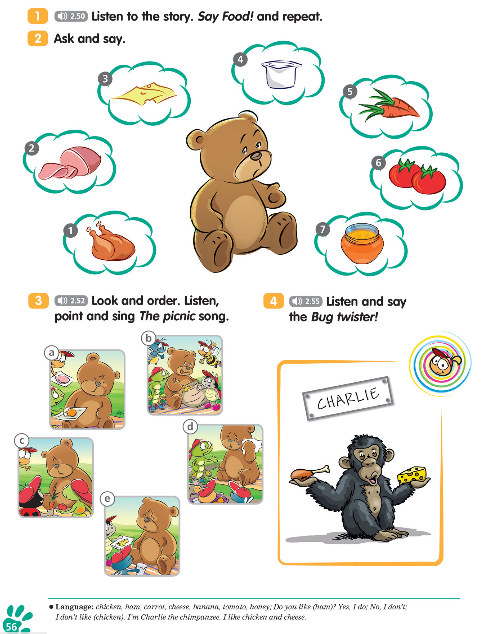 1 2.50 Listen to the story. Say Food! and repeat.
2 Ask and say.
1
2
3
4
5
6
7
3 2.52 Look and order. Listen,
point and sing The picnic song.
a
b
c
d
e
4 2.55 Listen and say
the Bug twister!
CHARLIE
● Language: chicken, ham, carrot, cheese, banana, tomato, honey; Do you like (ham)? Yes, I do; No, I don't;
I don't like (chicken). I'm Charlie the chimpanzee. I like chicken and cheese.
56